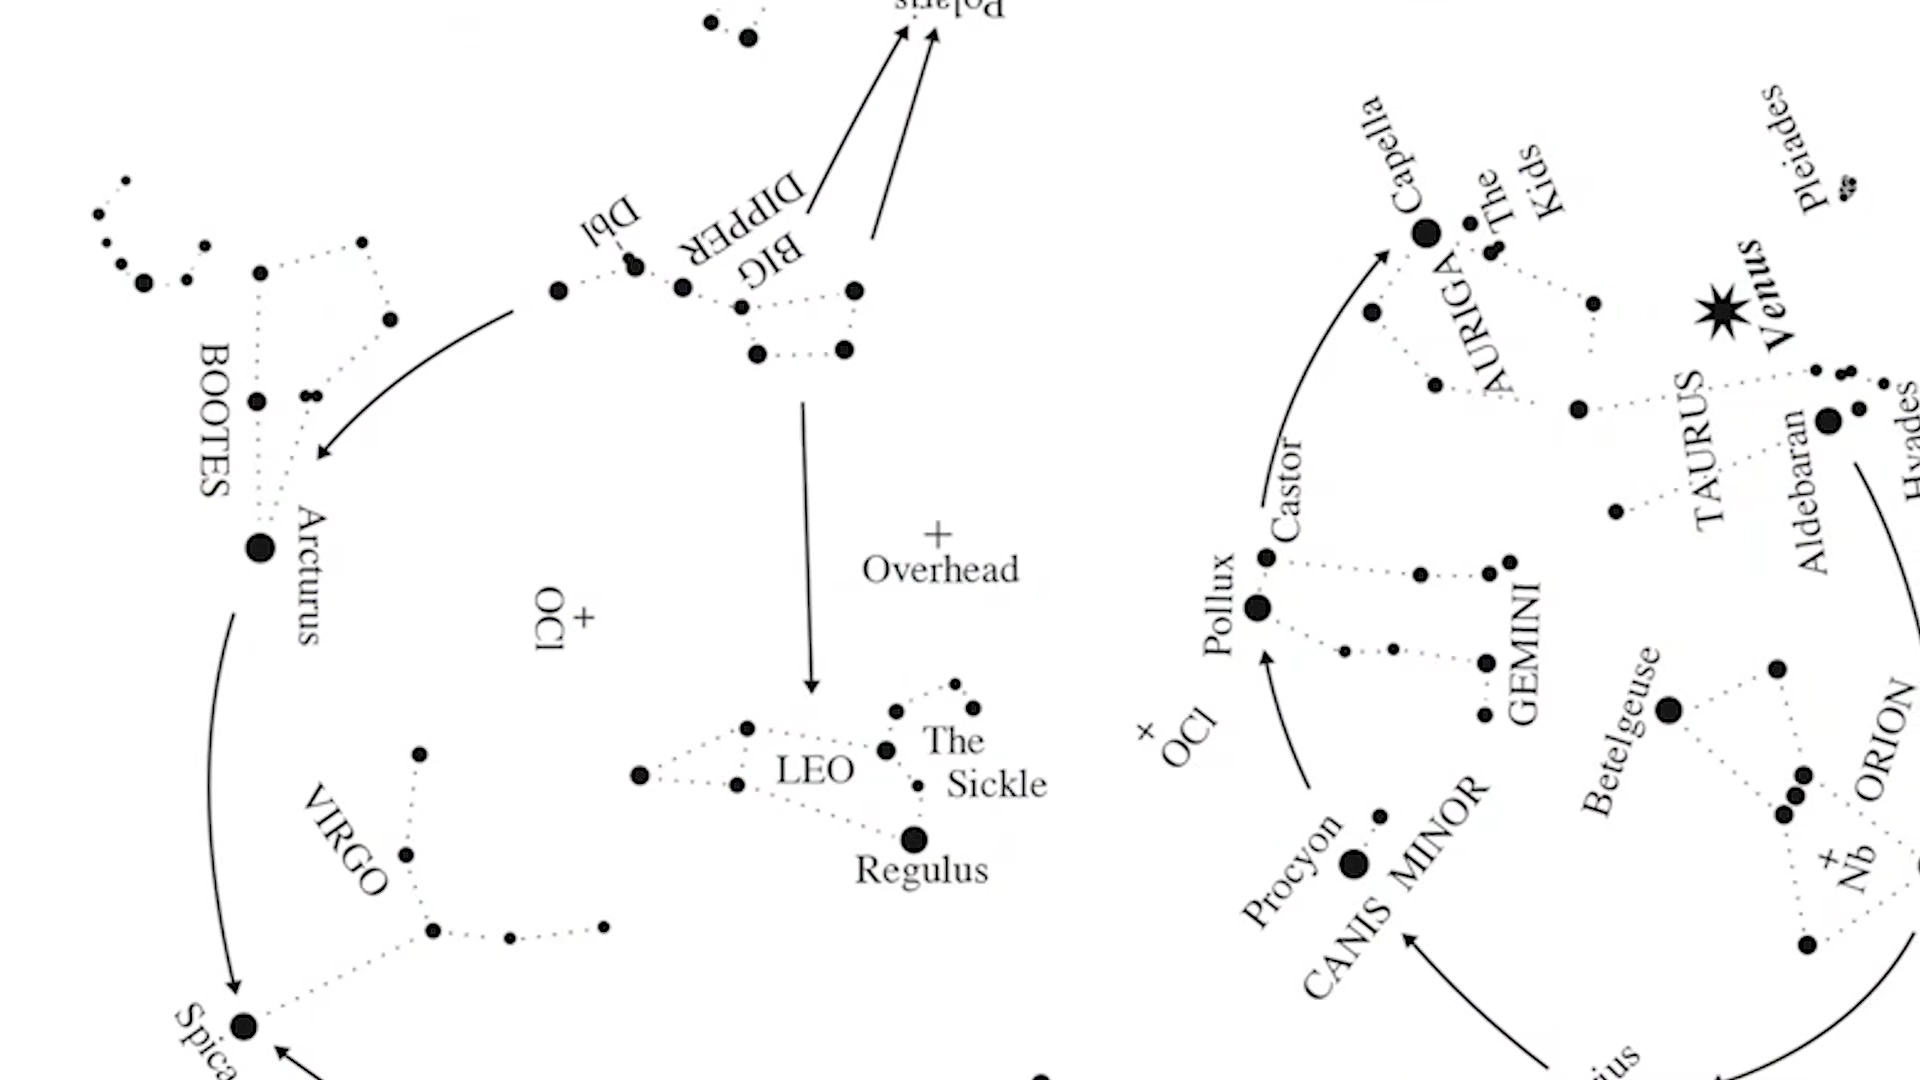 Polaris
Capella
The
Kids
Pleiades
Dbl
BIG
DIPPER
AURIGA
Venus
BOOTES
TAURUS
Aldebaran
Hyades
Castor
Arcturus
Overhead
OCl
Pollux
GEMINI
Betelgeuse
ORION
OCl
LEO
The
Sickle
Regulus
VIRGO
Procyon
CANIS MINOR
Nb
Spica